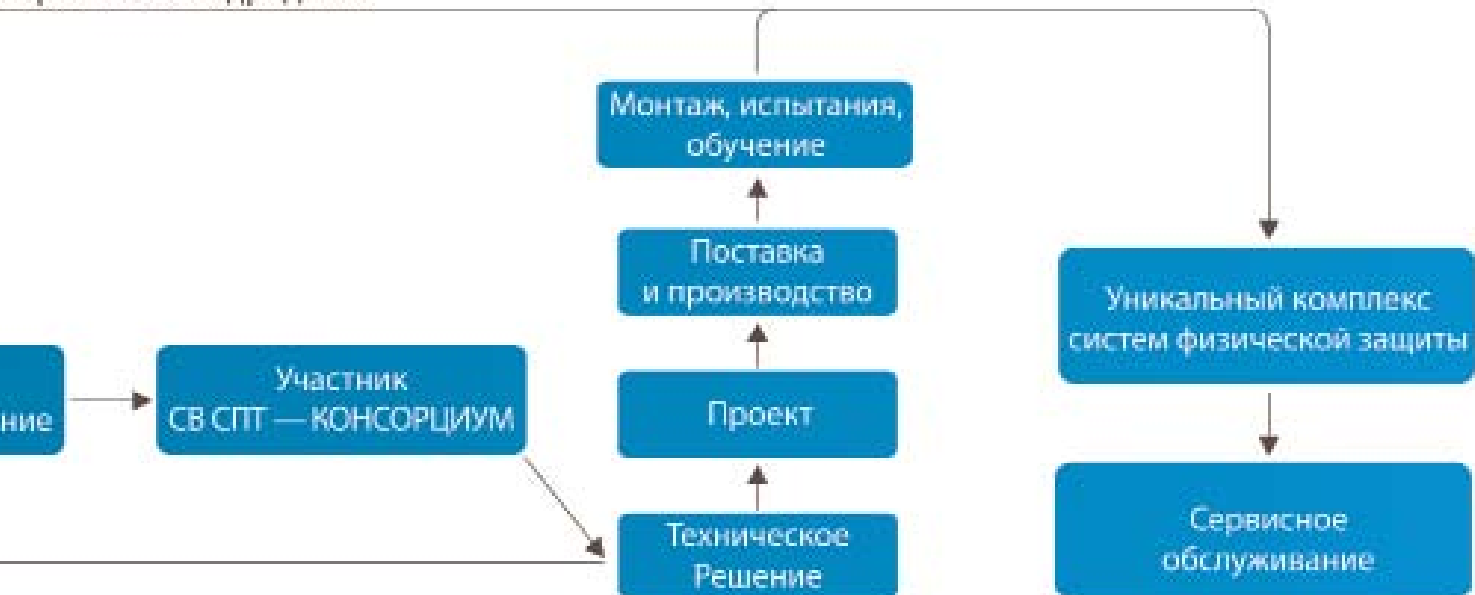 Монтаж, испытания,
обучение
Поставка
и производство
Уникальный комплекс
систем физической защиты
ние
Участник
СВ СПТ — КОНСОРЦИУМ
Проект
Техническое
Решение
Сервисное
обслуживание